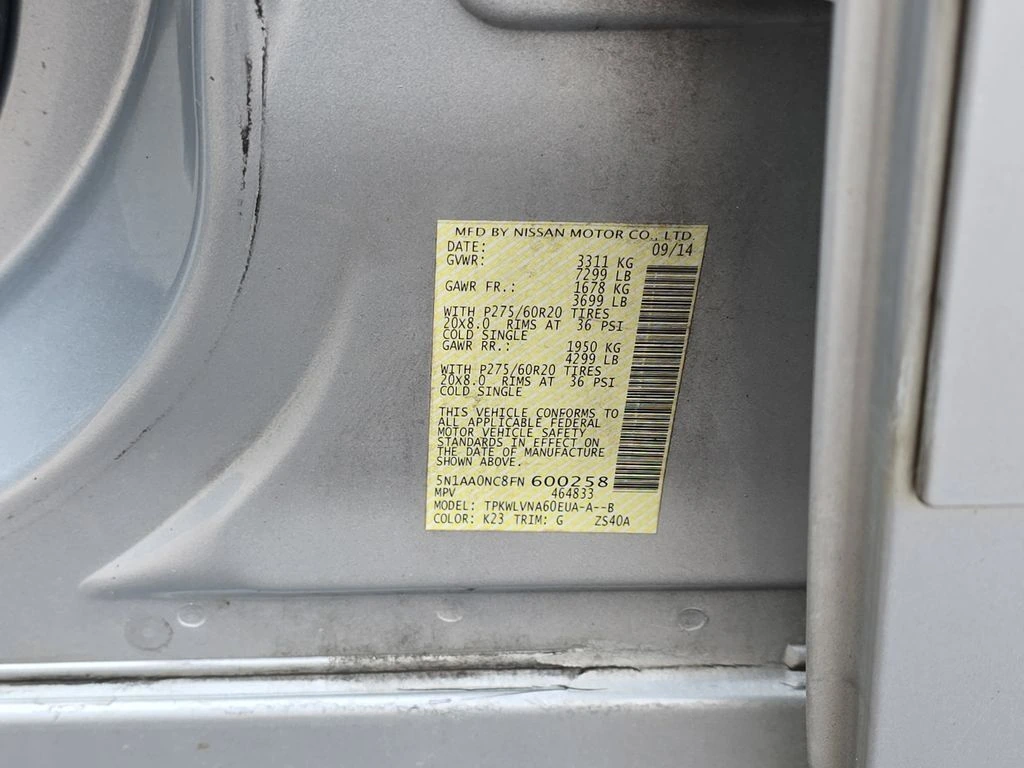 MFD BY NISSAN MOTOR CO., LTD.
DATE: 09/14
GVWR: 3311 KG
7299 LB
GAWR FR.: 1678 KG
3699 LB
WITH P275/60R20 TIRES
20X8.0 RIMS AT 36 PSI
COLD SINGLE
GAWR RR.: 1950 KG
4299 LB
WITH P275/60R20 TIRES
20X8.0 RIMS AT 36 PSI
COLD SINGLE
THIS VEHICLE CONFORMS TO
ALL APPLICABLE FEDERAL
MOTOR VEHICLE SAFETY
STANDARDS IN EFFECT ON
THE DATE OF MANUFACTURE
SHOWN ABOVE.
5N1AA0NC8FN 600258
MPV 464833
MODEL: TPKWLVNA60EUA-A--B
COLOR: K23 TRIM: G ZS40A